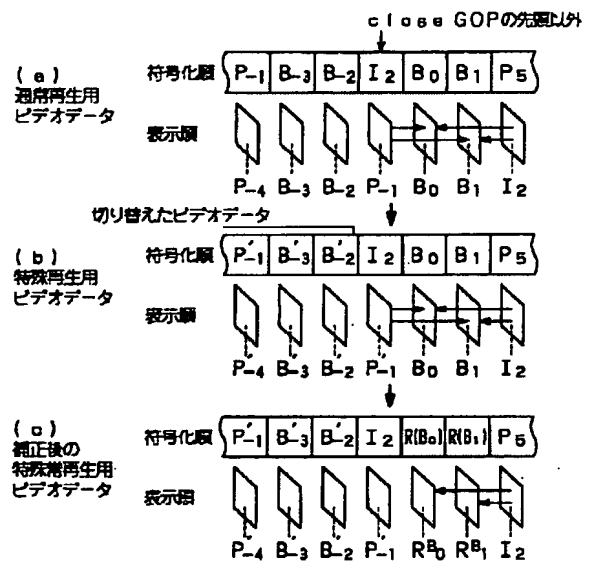 close GOPの先頭以外
(a)
通常再生用
ビデオデータ
符号化順 P-1 B-3 B-2 I2 B0 B1 P5
表示順
P-4 B-3 B-2 P-1 B0 B1 I2
切り替えたビデオデータ
(b)
特殊再生用
ビデオデータ
符号化順 P'-1 B'-3 B'-2 I2 B0 B1 P5
表示順
P'-4 B'-3 B'-2 P'-1 B0 B1 I2
(c)
補正後の
特殊常再生用
ビデオデータ
符号化順 P'-1 B'-3 B'-2 I2 R(B0) R(B1) P5
表示順
P'-4 B'-3 B'-2 P'-1 RB0 RB1 I2